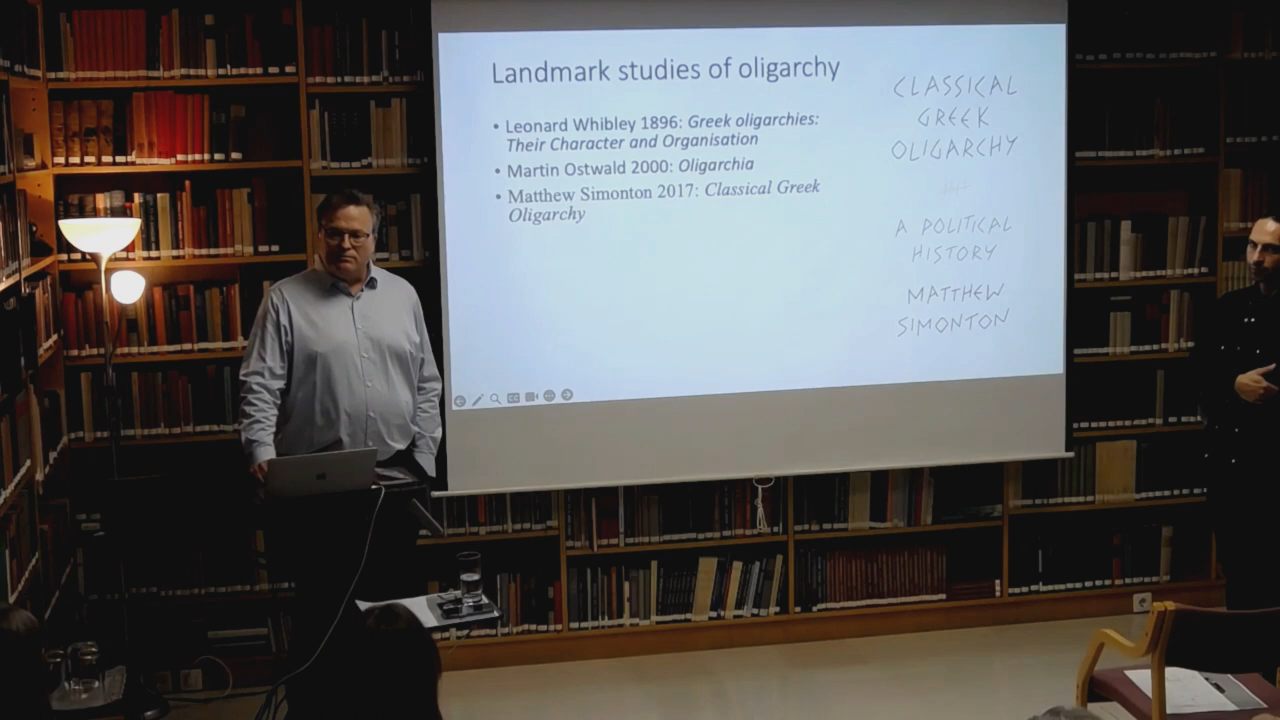 Landmark studies of oligarchy
• Leonard Whibley 1896: Greek oligarchies:
Their Character and Organisation
• Martin Ostwald 2000: Oligarchia
• Matthew Simonton 2017: Classical Greek
Oligarchy
CLASSICAL
GREEK
OLIGARCHY
A POLITICAL
HISTORY
MATTHEW
SIMONTON